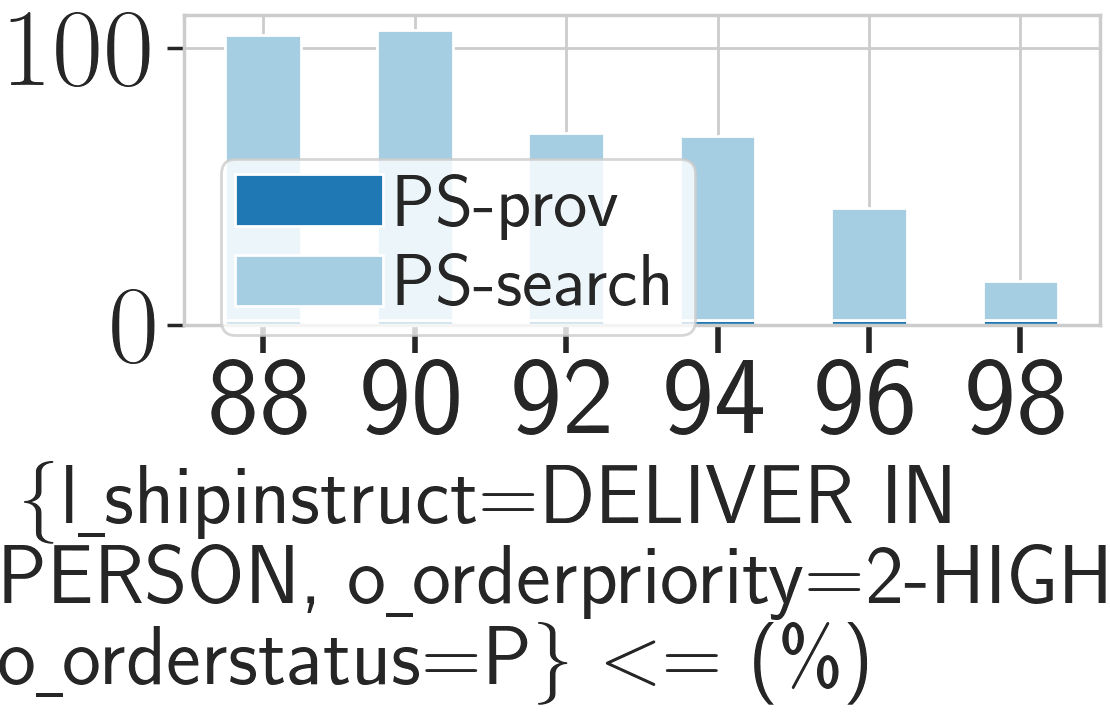 100
PS-prov
PS-search
0
88 90 92 94 96 98
{l_shipinstruct=DELIVER IN
PERSON, o_orderpriority=2-HIGH
o_orderstatus=P} <= (%)